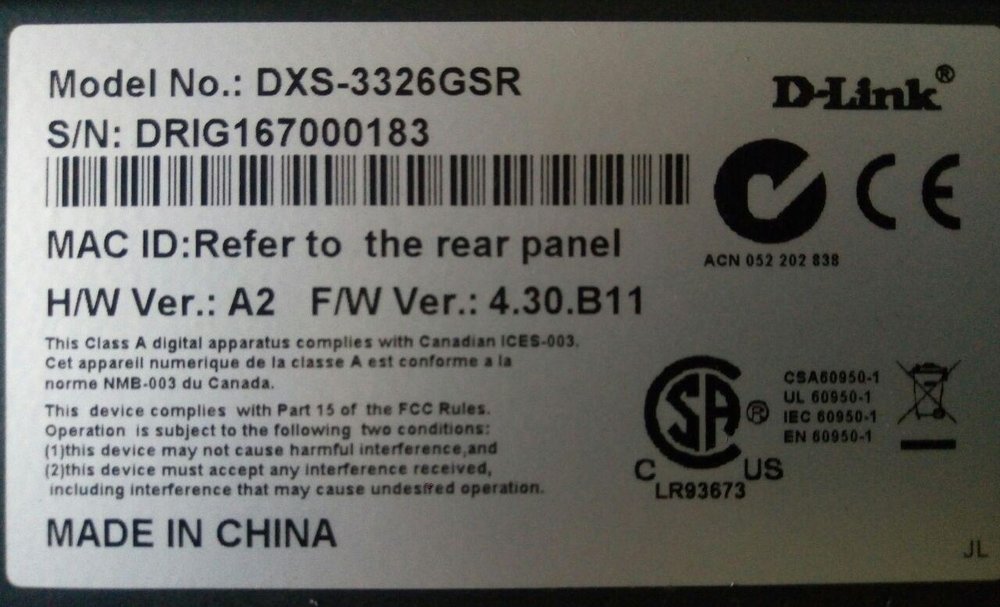 Model No.: DXS-3326GSR
D-Link®
S/N: DRIG167000183
CE
MAC ID:Refer to the rear panel
ACN 052 202 838
H/W Ver.: A2 F/W Ver.: 4.30.B11
This Class A digital apparatus complies with Canadian ICES-003.
Cet appareil numerique de la classe A est conforme a la
norme NMB-003 du Canada.
This device complies with Part 15 of the FCC Rules.
Operation is subject to the following two conditions:
(1)this device may not cause harmful interference,and
(2)this device must accept any interference received,
including interference that may cause undesired operation.
SA®
C US
LR93673
CSA60950-1
UL 60950-1
IEC 60950-1
EN 60950-1
MADE IN CHINA
JL